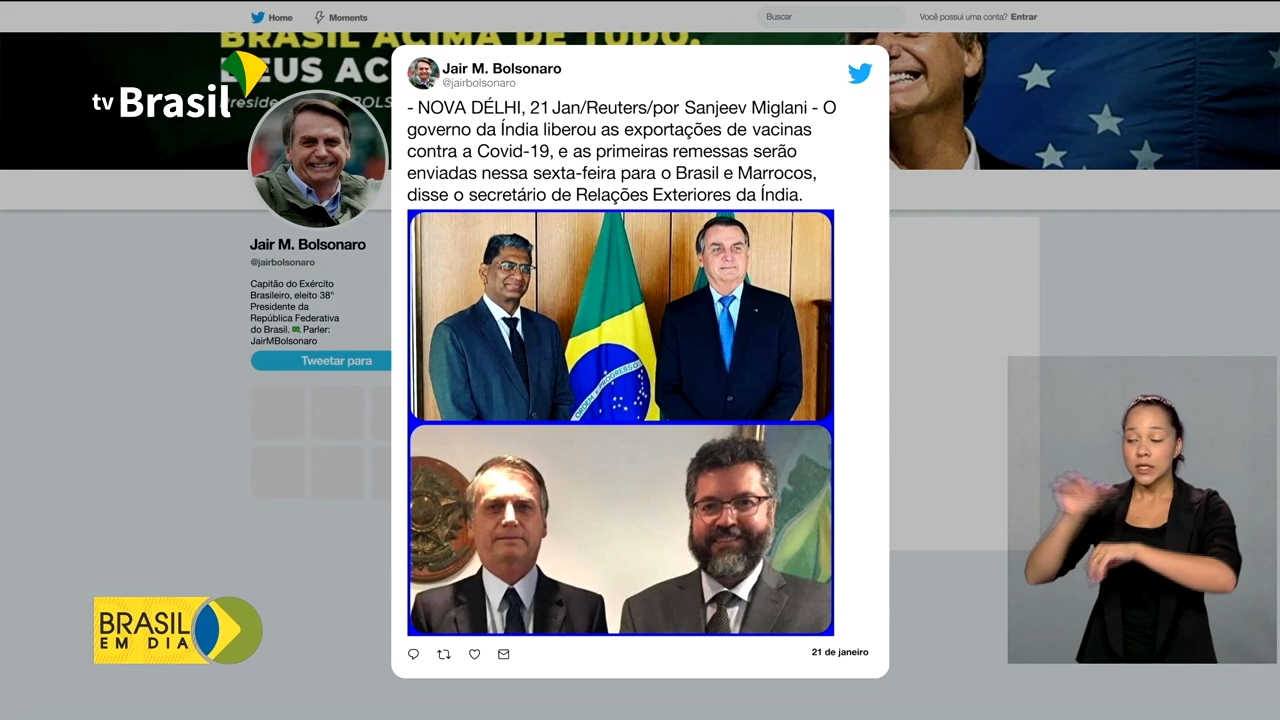 Home
Moments
Buscar
Você possui uma conta? Entrar
BRASIL ACIMA DE TUDO,
DEUS AC
tv Brasil
Jair M. Bolsonaro
@jairbolsonaro
- NOVA DÉLHI, 21 Jan/Reuters/por Sanjeev Miglani - O
governo da Índia liberou as exportações de vacinas
contra a Covid-19, e as primeiras remessas serão
enviadas nessa sexta-feira para o Brasil e Marrocos,
disse o secretário de Relações Exteriores da Índia.
Jair M. Bolsonaro
@jairbolsonaro
Capitão do Exército
Brasileiro, eleito 38°
Presidente da
República Federativa
do Brasil. Parler:
JairMBolsonaro
Tweetar para
ORDEM E PROGRESSO
21 de janeiro
BRASIL
EM DIA